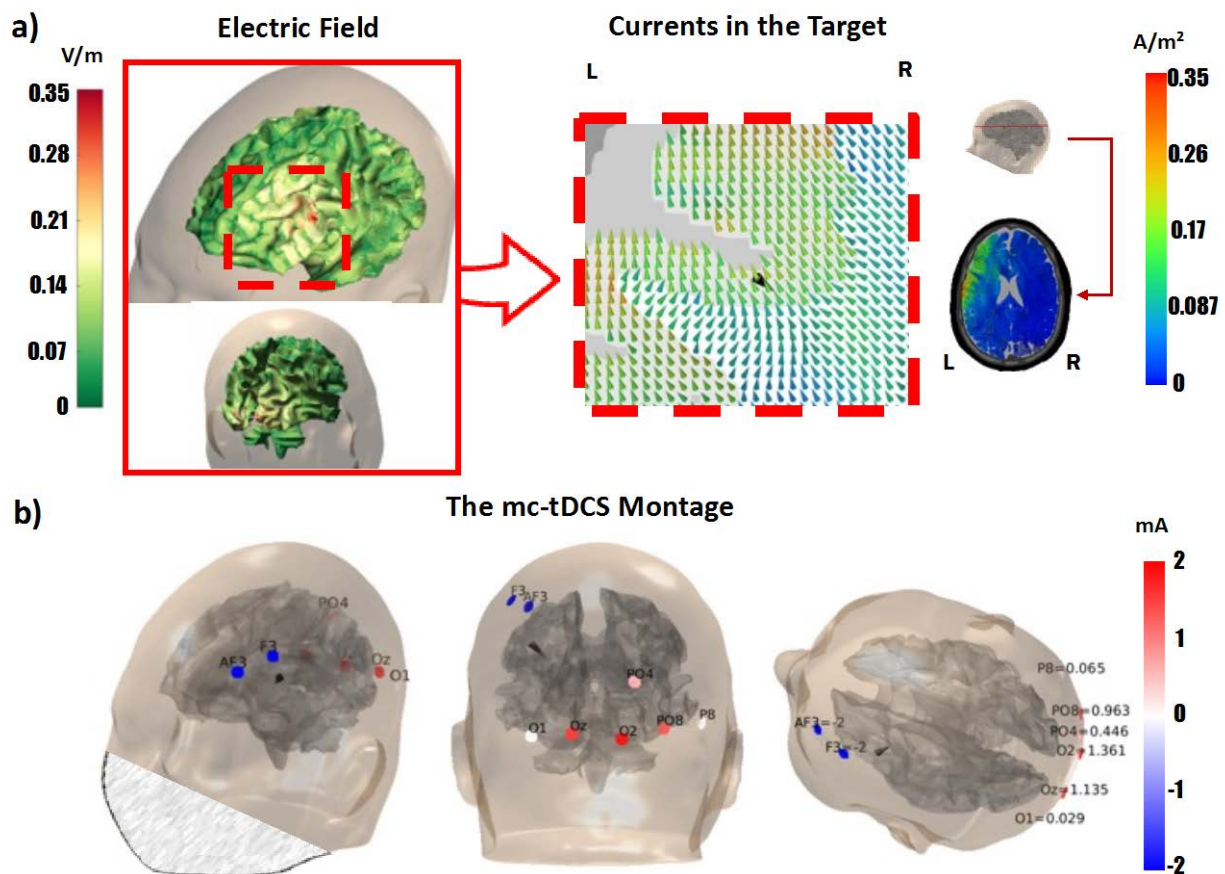 a)
Electric Field
Currents in the Target
V/m
0.35
0.28
0.21
0.14
0.07
0
L
R
A/m²
0.35
0.26
0.17
0.087
0
L
R
b)
The mc-tDCS Montage
mA
2
1
0
-1
-2
PO4
F3
AF3
Oz
O1
F3
AF3
PO4
O1
Oz
O2
PO8
P8
P8=0.065
PO8=0.963
PO4=0.446
O2=1.361
Oz=1.135
O1=0.029
AF3=-2
F3=-2